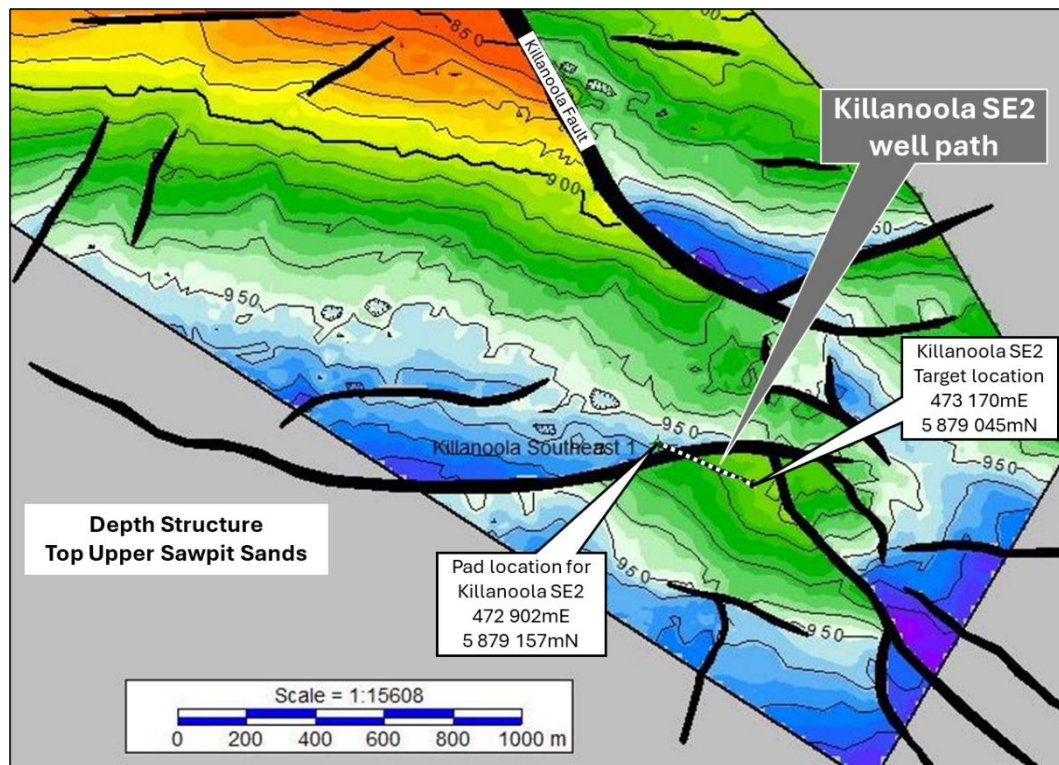 850
Killanoola Fault
Killanoola SE2
well path
900
950
Killanoola SE2
Target location
473 170mE
5 879 045mN
950
Killanoola Southeast 1
950
Depth Structure
Top Upper Sawpit Sands
Pad location for
Killanoola SE2
472 902mE
5 879 157mN
950
950
Scale = 1:15608
0 200 400 600 800 1000 m